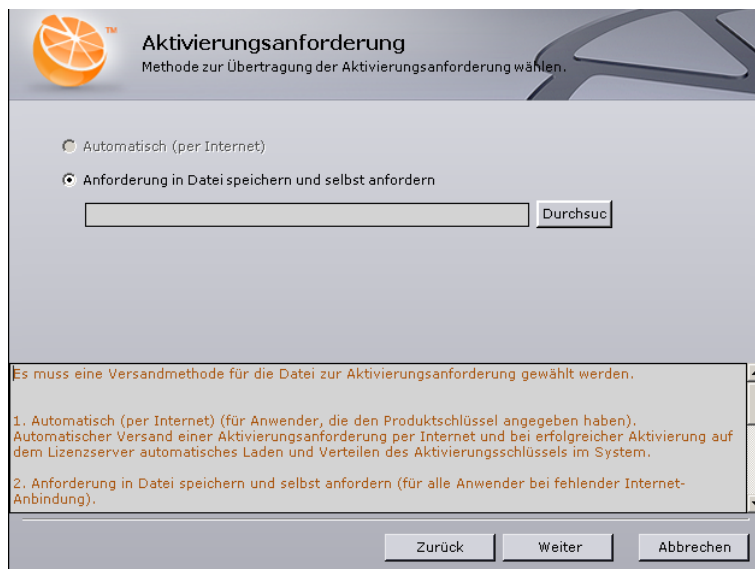 TM
Aktivierungsanforderung
Methode zur Übertragung der Aktivierungsanforderung wählen.
Automatisch (per Internet)
Anforderung in Datei speichern und selbst anfordern
Durchsuc
Es muss eine Versandmethode für die Datei zur Aktivierungsanforderung gewählt werden.
1. Automatisch (per Internet) (für Anwender, die den Produktschlüssel angegeben haben).
Automatischer Versand einer Aktivierungsanforderung per Internet und bei erfolgreicher Aktivierung auf
dem Lizenzserver automatisches Laden und Verteilen des Aktivierungsschlüssels im System.
2. Anforderung in Datei speichern und selbst anfordern (für alle Anwender bei fehlender Internet-
Anbindung).
Zurück
Weiter
Abbrechen